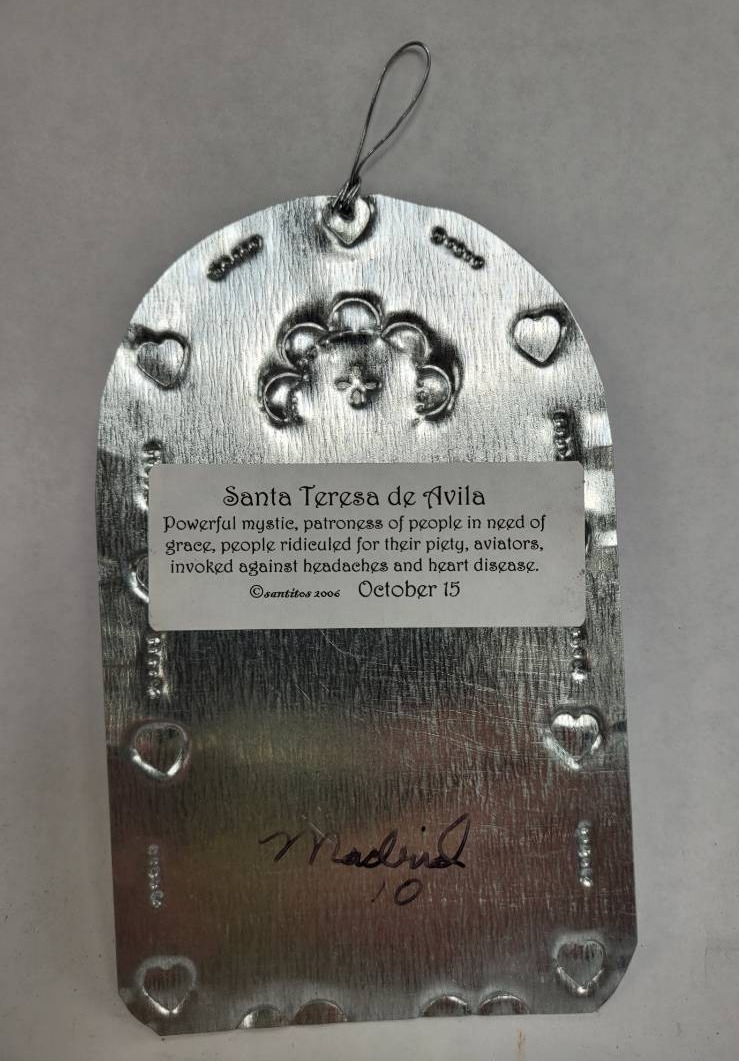 Santa Teresa de Avila
Powerful mystic, patroness of people in need of
grace, people ridiculed for their piety, aviators,
invoked against headaches and heart disease.
©santitos 2006 October 15
Madrid
10